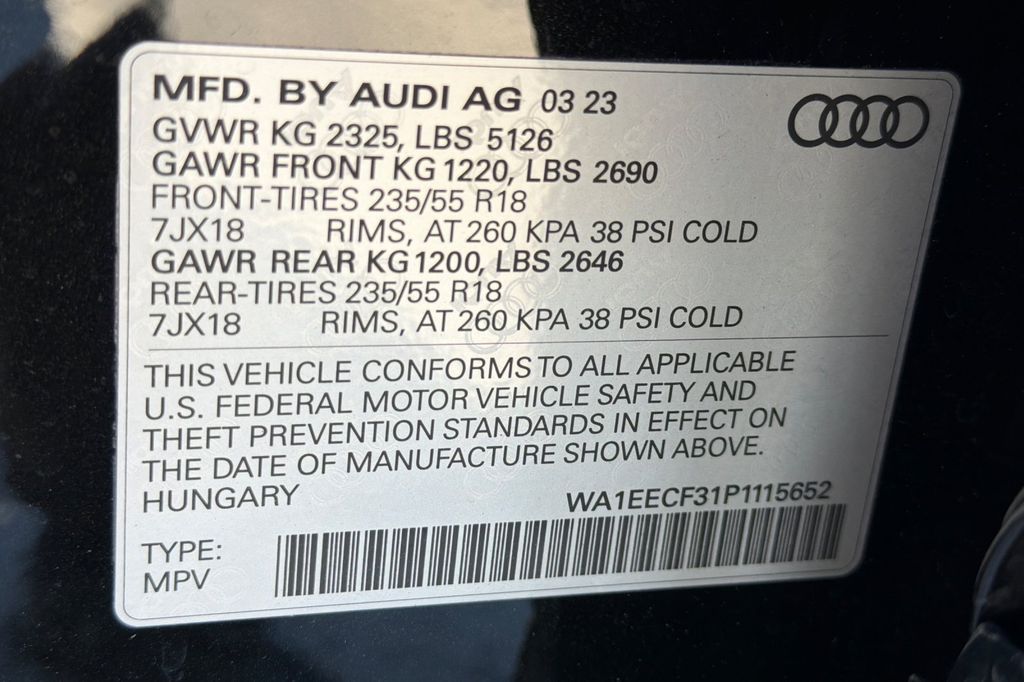 MFD. BY AUDI AG 03 23
GVWR KG 2325, LBS 5126
GAWR FRONT KG 1220, LBS 2690
FRONT-TIRES 235/55 R18
7JX18 RIMS, AT 260 KPA 38 PSI COLD
GAWR REAR KG 1200, LBS 2646
REAR-TIRES 235/55 R18
7JX18 RIMS, AT 260 KPA 38 PSI COLD
THIS VEHICLE CONFORMS TO ALL APPLICABLE
U.S. FEDERAL MOTOR VEHICLE SAFETY AND
THEFT PREVENTION STANDARDS IN EFFECT ON
THE DATE OF MANUFACTURE SHOWN ABOVE.
HUNGARY WA1EECF31P1115652
TYPE:
MPV